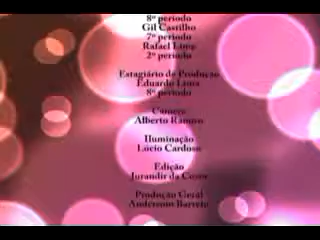 8º período
Gil Castilho
7º período
Rafael
2º período
Estagiário de Produção
Eduardo Lima
8º período
Câmera
Alberto Ramos
Iluminação
Lúcio Cardoso
Edição
Jurandir da Costa
Produção Geral
Anderson Barreto